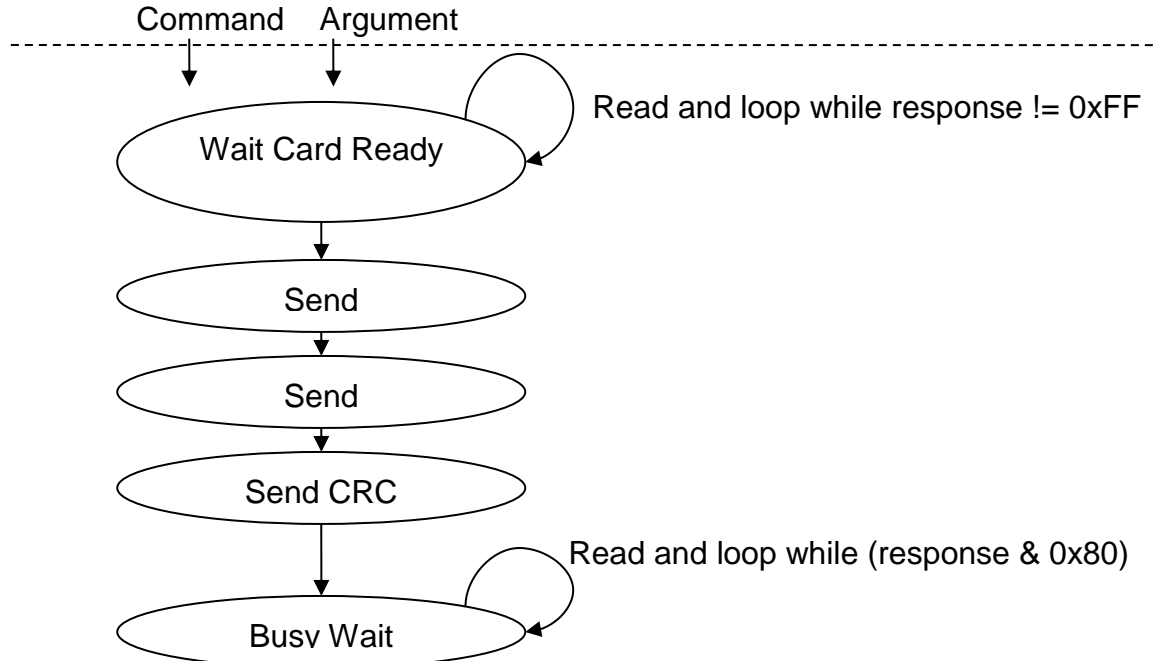 Command Argument
Read and loop while response != 0xFF
Wait Card Ready
Send
Send
Send CRC
Read and loop while (response & 0x80)
Busy Wait